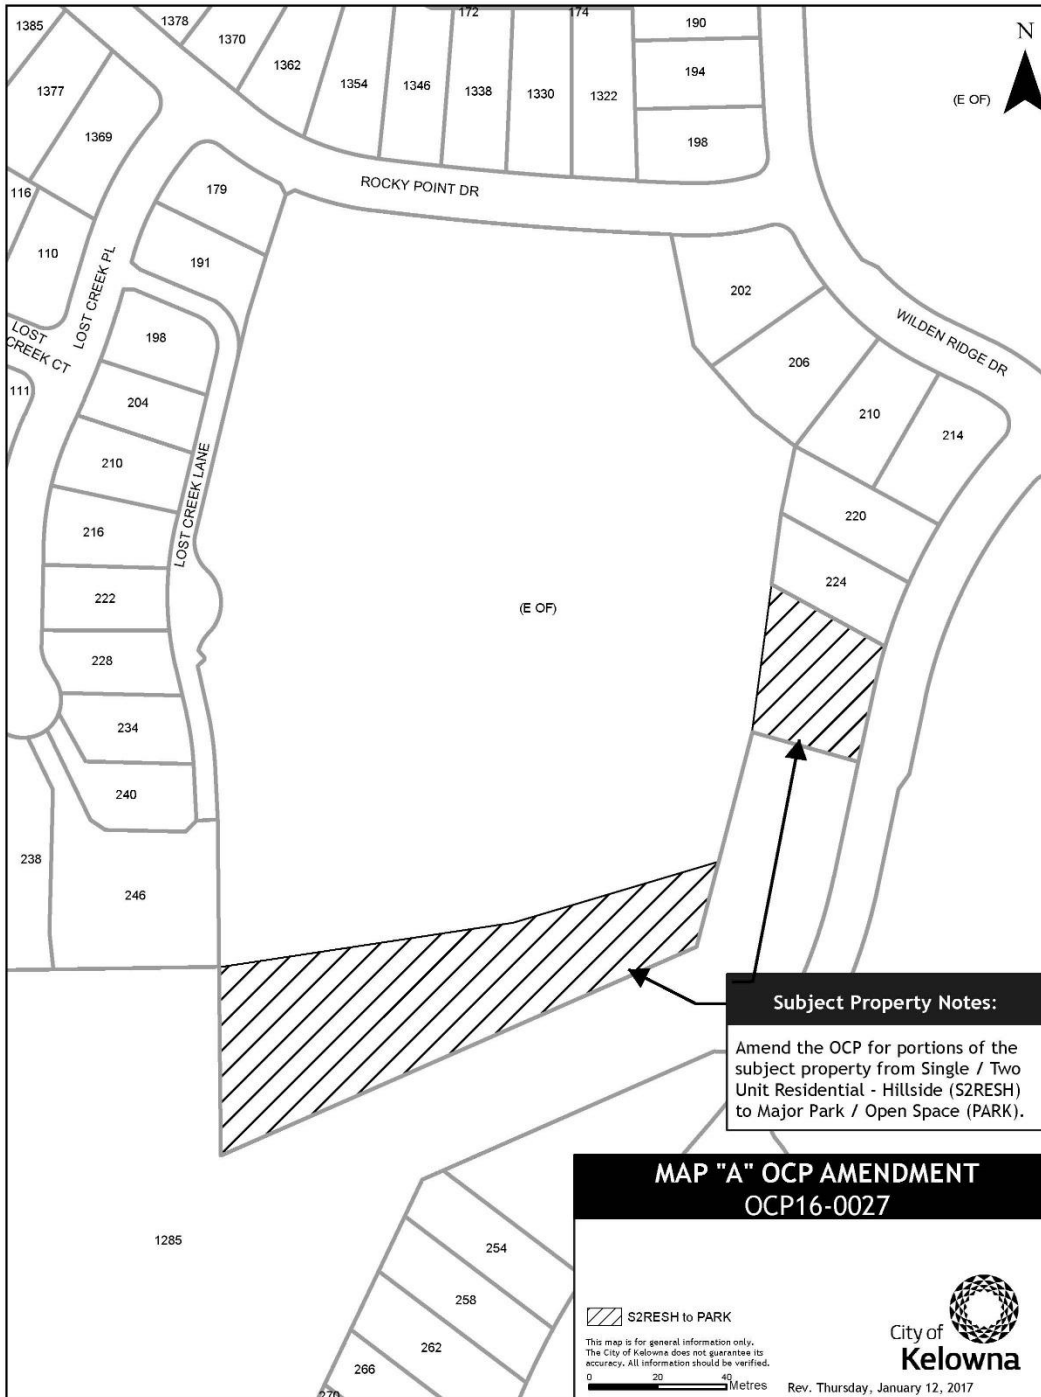 1385
1378
1370
1362
1354
1346
172
1338
1330
174
1322
190
194
198
N
(E OF)
1377
1369
116
110
179
191
ROCKY POINT DR
LOST CREEK PL
LOST
CREEK CT
111
198
204
210
216
222
228
234
240
238
246
LOST CREEK LANE
(E OF)
202
206
210
214
220
224
WILDEN RIDGE DR
Subject Property Notes:
Amend the OCP for portions of the
subject property from Single / Two
Unit Residential - Hillside (S2RESH)
to Major Park / Open Space (PARK).
1285
254
258
262
266
270
MAP "A" OCP AMENDMENT
OCP16-0027
S2RESH to PARK
This map is for general information only.
The City of Kelowna does not guarantee its
accuracy. All information should be verified.
0 20 40
Metres
City of
Kelowna
Rev. Thursday, January 12, 2017